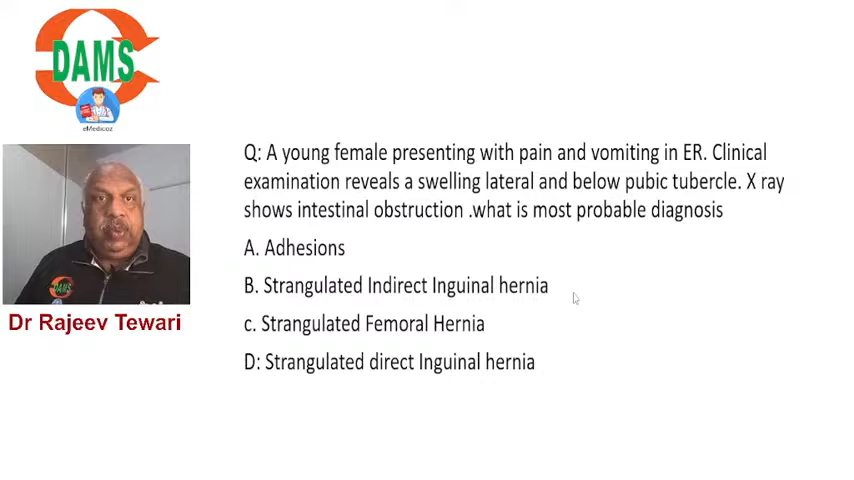 DAMS
eMedicoz
Q: A young female presenting with pain and vomiting in ER. Clinical
examination reveals a swelling lateral and below pubic tubercle. X ray
shows intestinal obstruction .what is most probable diagnosis
A. Adhesions
B. Strangulated Indirect Inguinal hernia
c. Strangulated Femoral Hernia
D: Strangulated direct Inguinal hernia
Dr Rajeev Tewari